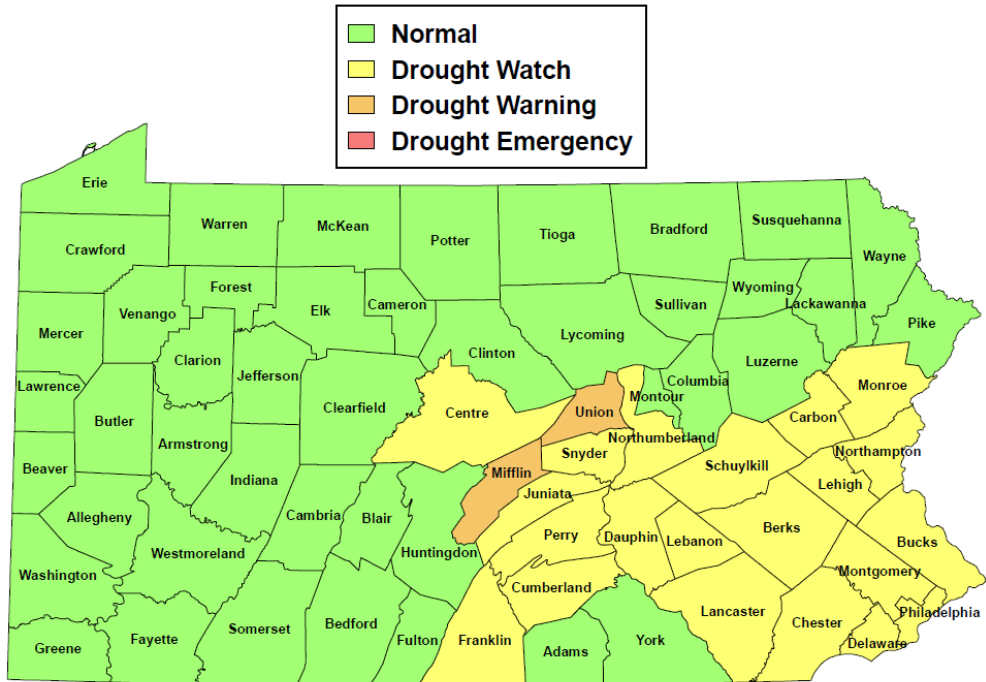 Normal
Drought Watch
Drought Warning
Drought Emergency
Erie
Warren
McKean
Potter
Tioga
Bradford
Susquehanna
Wayne
Crawford
Forest
Elk
Cameron
Sullivan
Wyoming
Lackawanna
Venango
Mercer
Clarion
Clinton
Lycoming
Luzerne
Pike
Jefferson
Lawrence
Butler
Clearfield
Centre
Union
Montour
Columbia
Monroe
Carbon
Armstrong
Northumberland
Snyder
Northampton
Beaver
Indiana
Mifflin
Schuylkill
Lehigh
Juniata
Allegheny
Cambria
Blair
Perry
Dauphin
Lebanon
Berks
Bucks
Westmoreland
Huntingdon
Washington
Cumberland
Montgomery
Lancaster
Philadelphia
Greene
Fayette
Somerset
Bedford
Fulton
Franklin
Adams
York
Chester
Delaware